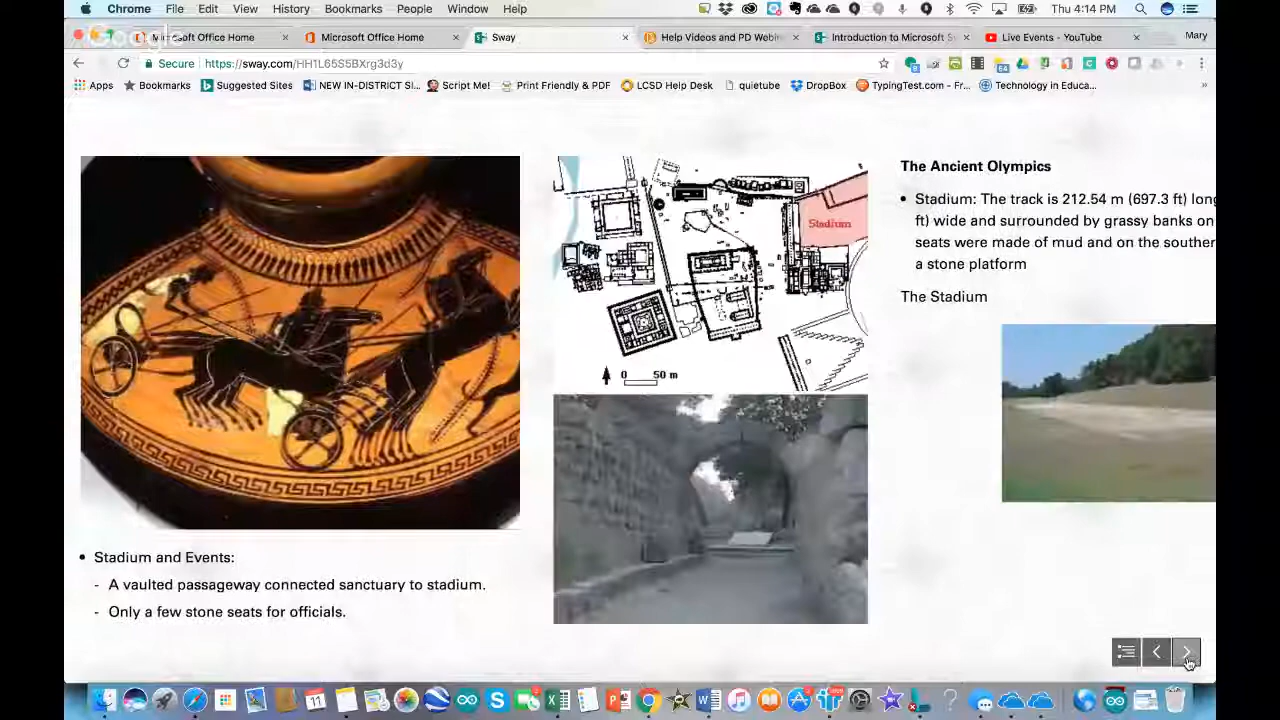 Chrome File Edit View History Bookmarks People Window Help
Thu 4:14 PM
Microsoft Office Home
Microsoft Office Home
Sway
Help Videos and PD Webin
Introduction to Microsoft Sw
Live Events - YouTube
Mary
Secure https://sway.com/HH1L65S5BXrg3d3y
Apps Bookmarks Suggested Sites NEW IN-DISTRICT SI... Script Me! Print Friendly & PDF LCSD Help Desk quietube DropBox TypingTest.com - Fr... Technology in Educa...
Stadium
0 50 m
The Ancient Olympics
• Stadium: The track is 212.54 m (697.3 ft) long
ft) wide and surrounded by grassy banks on
seats were made of mud and on the souther
a stone platform
The Stadium
• Stadium and Events:
- A vaulted passageway connected sanctuary to stadium.
- Only a few stone seats for officials.